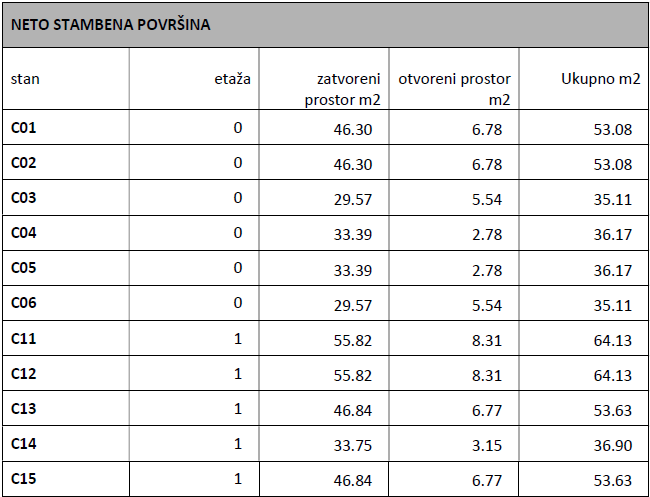 NETO STAMBENA POVRŠINA
stan etaža zatvoreni prostor m2 otvoreni prostor m2 Ukupno m2
C01 0 46.30 6.78 53.08
C02 0 46.30 6.78 53.08
C03 0 29.57 5.54 35.11
C04 0 33.39 2.78 36.17
C05 0 33.39 2.78 36.17
C06 0 29.57 5.54 35.11
C11 1 55.82 8.31 64.13
C12 1 55.82 8.31 64.13
C13 1 46.84 6.77 53.63
C14 1 33.75 3.15 36.90
C15 1 46.84 6.77 53.63